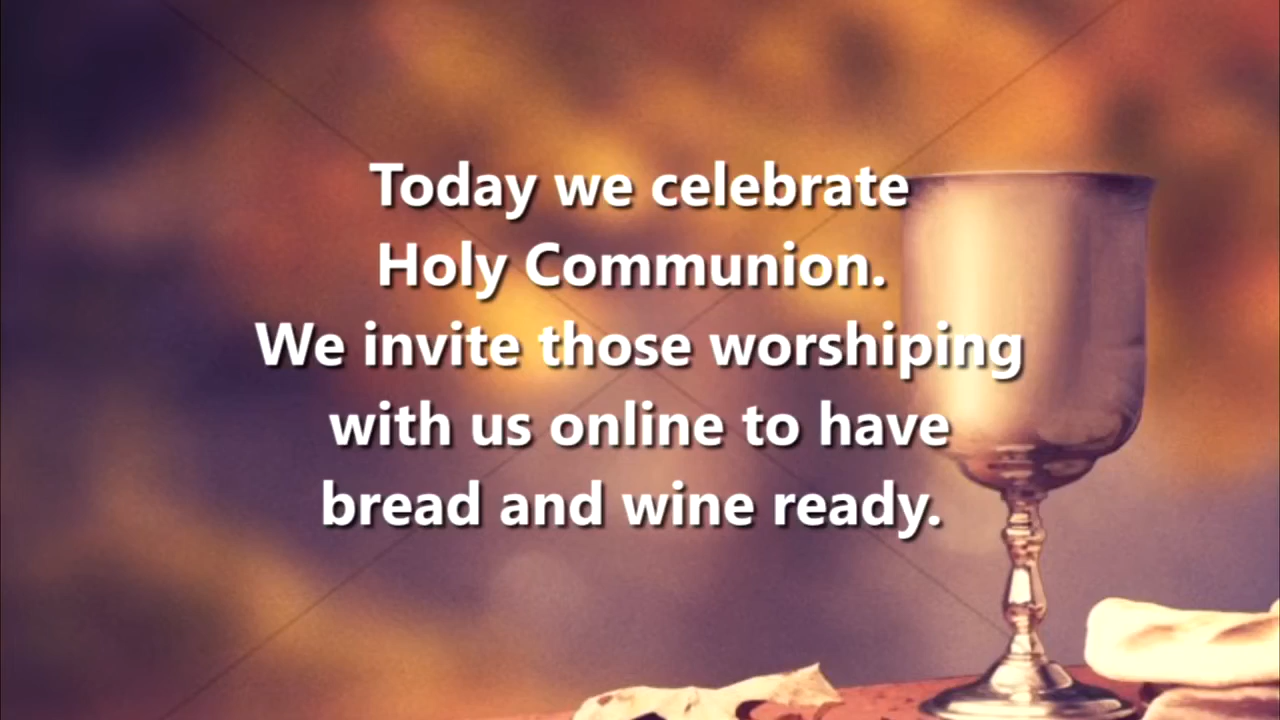 Today we celebrate
Holy Communion.
We invite those worshiping
with us online to have
bread and wine ready.